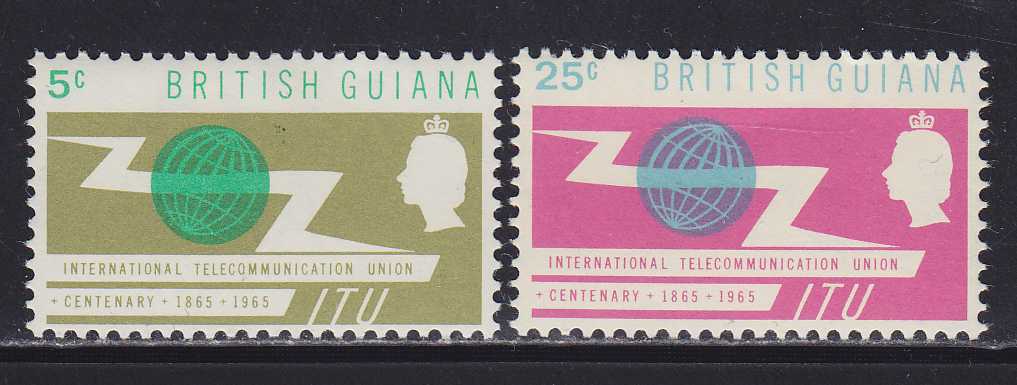 5c BRITISH GUIANA
INTERNATIONAL TELECOMMUNICATION UNION
+ CENTENARY + 1865 + 1965 ITU
25c BRITISH GUIANA
INTERNATIONAL TELECOMMUNICATION UNION
+ CENTENARY + 1865 + 1965 ITU